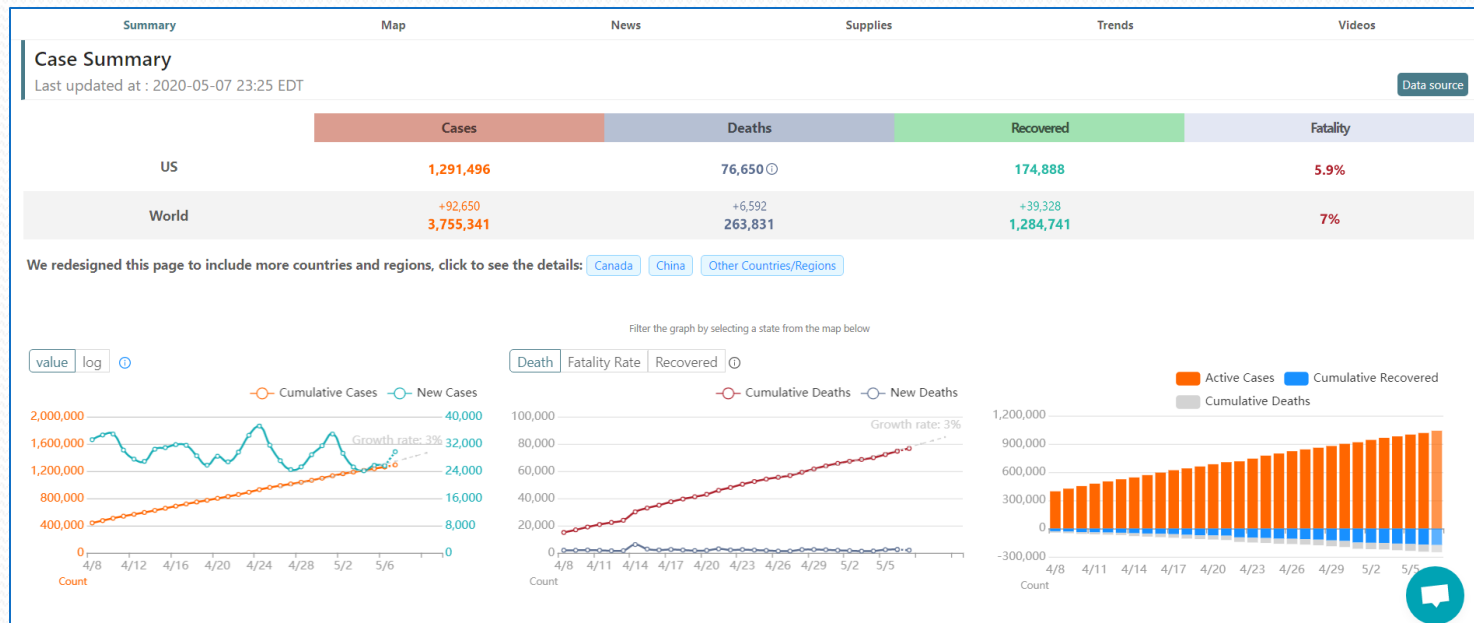 Summary Map News Supplies Trends Videos
Case Summary
Last updated at : 2020-05-07 23:25 EDT
Data source
Cases Deaths Recovered Fatality
US 1,291,496 76,650 174,888 5.9%
+92,650 +6,592 +39,328
World 3,755,341 263,831 1,284,741 7%
We redesigned this page to include more countries and regions, click to see the details: Canada China Other Countries/Regions
Filter the graph by selecting a state from the map below
value log
Cumulative Cases New Cases
2,000,000 40,000
Growth rate: 3%
1,600,000 32,000
1,200,000 24,000
800,000 16,000
400,000 8,000
0 0
4/8 4/12 4/16 4/20 4/24 4/28 5/2 5/6
Count
Death Fatality Rate Recovered
Cumulative Deaths New Deaths
100,000
Growth rate: 3%
80,000
60,000
40,000
20,000
0
4/8 4/11 4/14 4/17 4/20 4/23 4/26 4/29 5/2 5/5
Count
Active Cases Cumulative Recovered
Cumulative Deaths
1,200,000
900,000
600,000
300,000
0
-300,000
4/8 4/11 4/14 4/17 4/20 4/23 4/26 4/29 5/2 5/5
Count